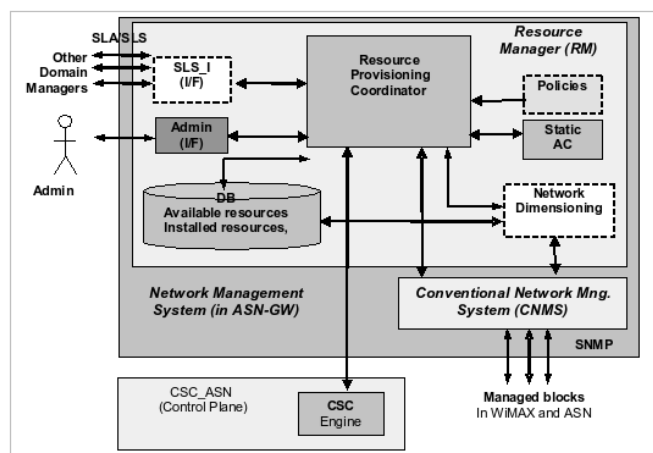 SLA/SLS
Other
Domain
Managers
SLS_I
(I/F)
Resource
Provisioning
Coordinator
Resource
Manager (RM)
Policies
Static
AC
Admin
(I/F)
Admin
DB
Available resources
Installed resources,
Network
Dimensioning
Network Management
System (in ASN-GW)
Conventional Network Mng.
System (CNMS)
SNMP
CSC_ASN
(Control Plane)
CSC
Engine
Managed blocks
In WiMAX and ASN